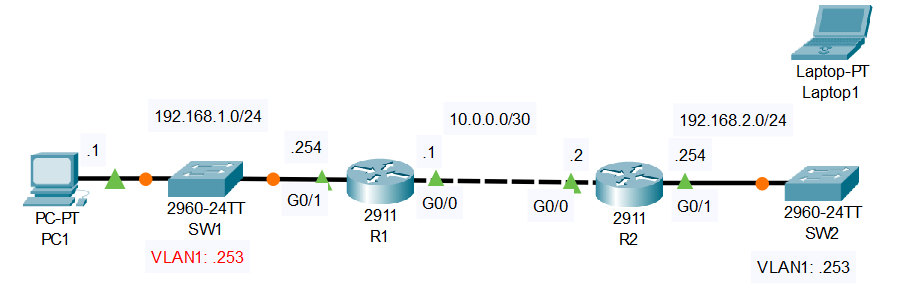 Laptop-PT
Laptop1
192.168.1.0/24
10.0.0.0/30
192.168.2.0/24
.1
.254
.1
.2
.254
PC-PT
PC1
2960-24TT
SW1
G0/1
2911
R1
G0/0
G0/0
2911
R2
G0/1
2960-24TT
SW2
VLAN1: .253
VLAN1: .253